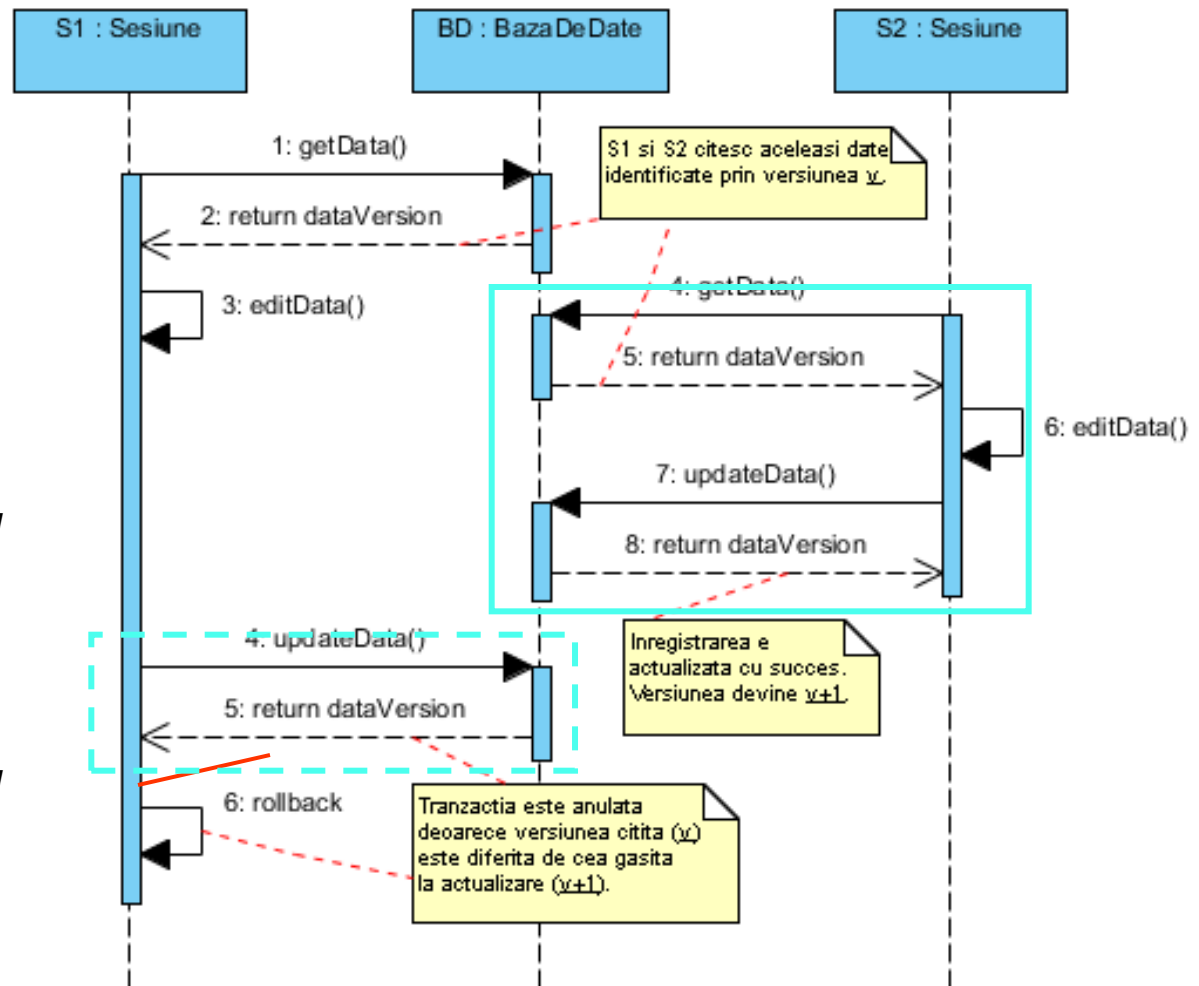 S1 : Sesiune
BD : BazaDeDate
S2 : Sesiune
1: getData()
S1 si S2 citesc aceleasi date
identificate prin versiunea v.
2: return dataVersion
3: editData()
4: getData()
5: return dataVersion
6: editData()
7: updateData()
8: return dataVersion
Inregistrarea e
actualizata cu succes.
Versiunea devine v+1.
4: updateData()
5: return dataVersion
6: rollback
Tranzactia este anulata
deoarece versiunea citita (v)
este diferita de cea gasita
la actualizare (v+1).